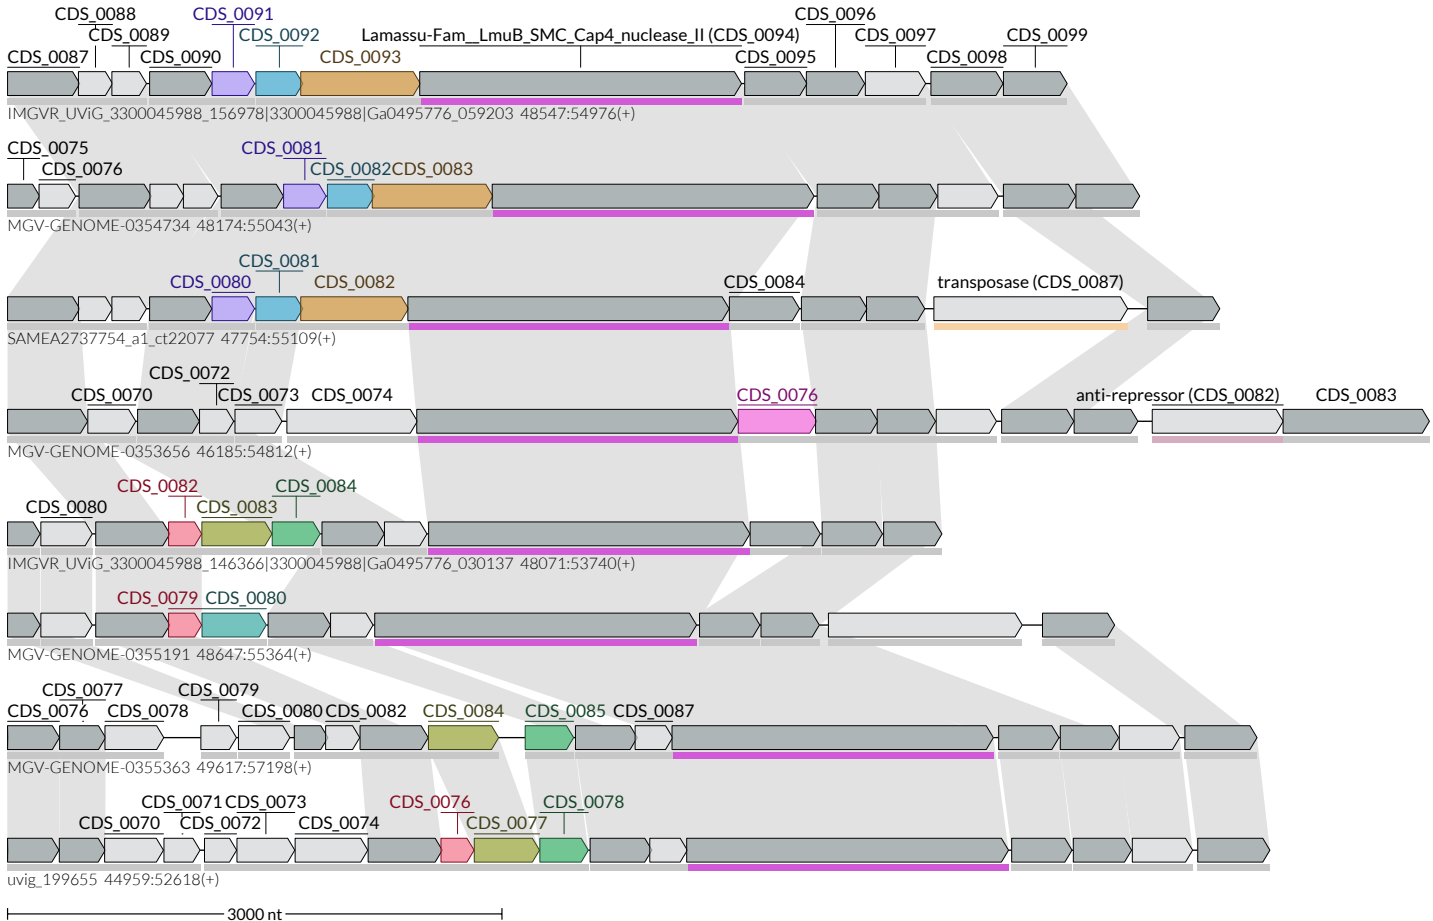 CDS_0088 CDS_0091 CDS_0096
CDS_0089 CDS_0092 Lamassu-Fam__LmuB_SMC_Cap4_nuclease_II (CDS_0094) CDS_0097 CDS_0099
CDS_0087 CDS_0090 CDS_0093 CDS_0095 CDS_0098
IMGVR_UViG_3300045988_156978|3300045988|Ga0495776_059203 48547:54976(+)
CDS_0075 CDS_0081
CDS_0076 CDS_0082 CDS_0083
MGV-GENOME-0354734 48174:55043(+)
CDS_0081
CDS_0080 CDS_0082 CDS_0084 transposase (CDS_0087)
SAMEA2737754_a1_ct22077 47754:55109(+)
CDS_0072
CDS_0070 CDS_0073 CDS_0074 CDS_0076 anti-repressor (CDS_0082) CDS_0083
MGV-GENOME-0353656 46185:54812(+)
CDS_0082 CDS_0084
CDS_0080 CDS_0083
IMGVR_UViG_3300045988_146366|3300045988|Ga0495776_030137 48071:53740(+)
CDS_0079 CDS_0080
MGV-GENOME-0355191 48647:55364(+)
CDS_0077 CDS_0079
CDS_0076 CDS_0078 CDS_0080 CDS_0082 CDS_0084 CDS_0085 CDS_0087
MGV-GENOME-0355363 49617:57198(+)
CDS_0071 CDS_0073 CDS_0076 CDS_0078
CDS_0070 CDS_0072 CDS_0074 CDS_0077
uvig_199655 44959:52618(+)
3000 nt